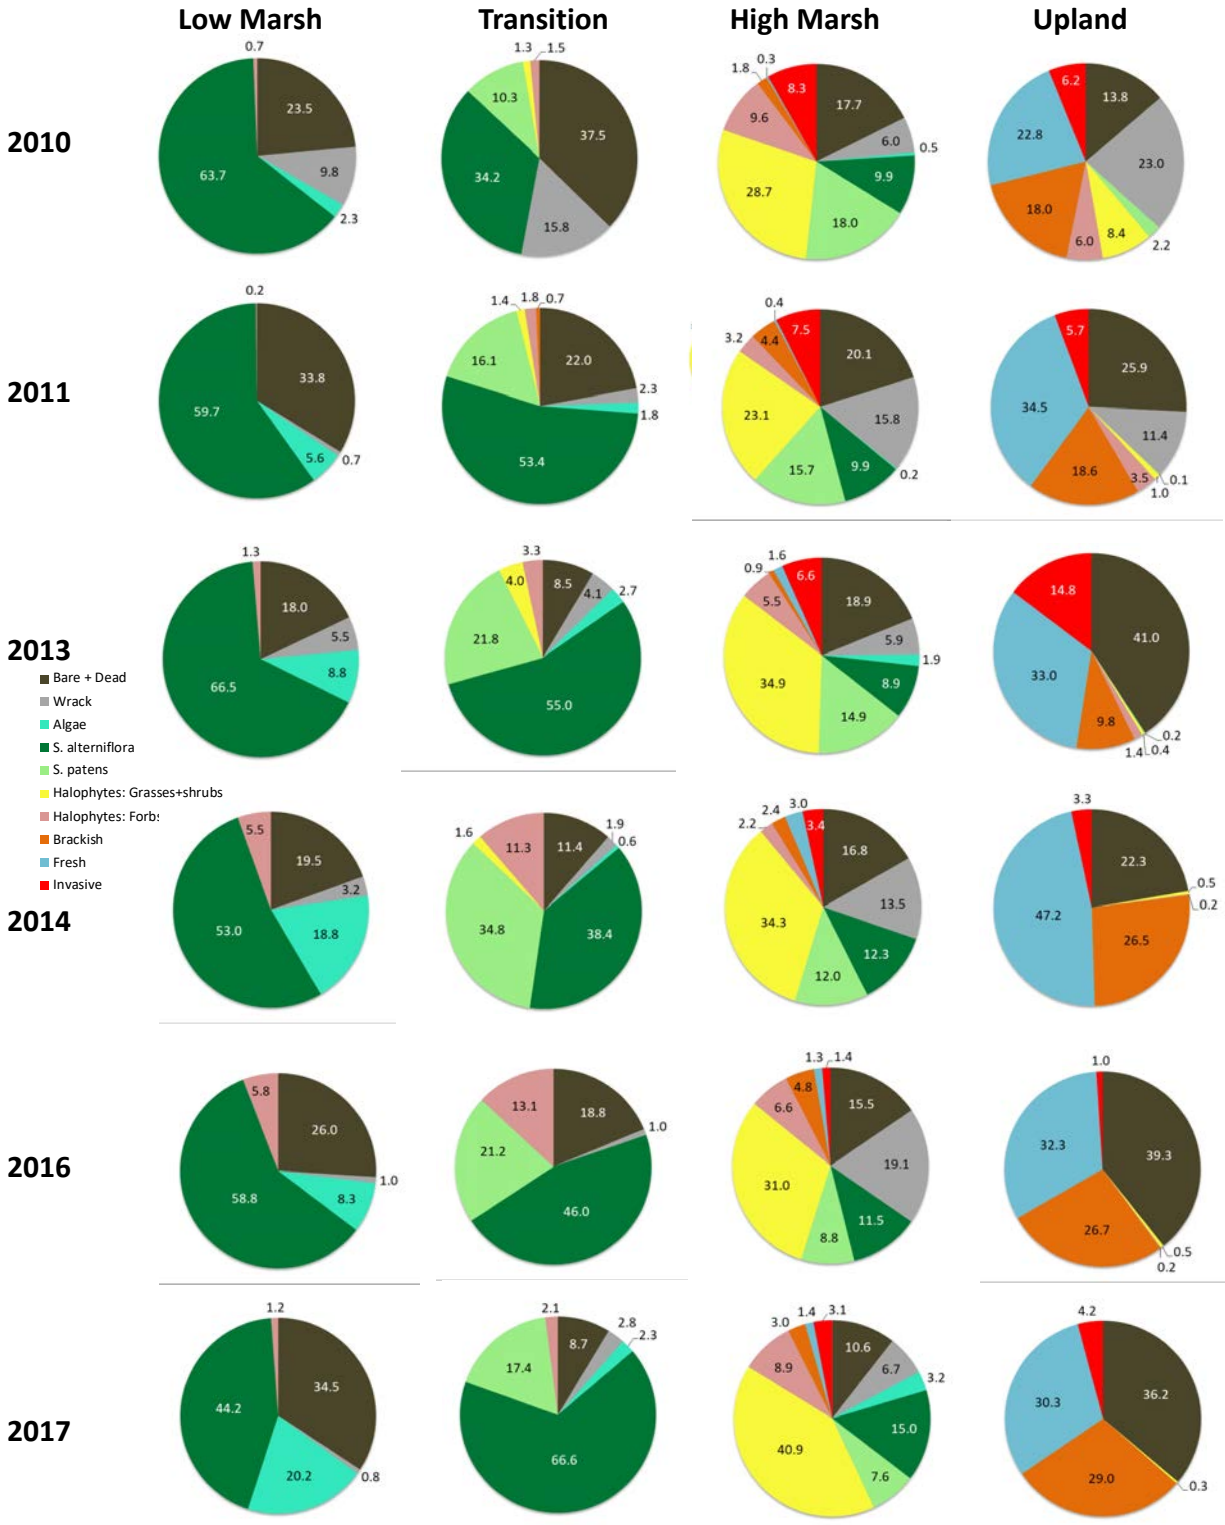 Low Marsh Transition High Marsh Upland
2010
0.7 23.5 9.8 2.3 63.7
1.3 1.5 37.5 15.8 34.2 10.3
0.3 1.8 8.3 17.7 6.0 0.5 9.9 18.0 28.7 9.6
6.2 13.8 23.0 2.2 8.4 6.0 18.0 22.8
2011
0.2 33.8 0.7 5.6 59.7
1.4 1.8 0.7 22.0 2.3 1.8 53.4 16.1
0.4 7.5 20.1 15.8 0.2 9.9 15.7 23.1 3.2 4.4
5.7 25.9 11.4 0.1 1.0 3.5 18.6 34.5
2013
1.3 18.0 5.5 8.8 66.5
3.3 8.5 4.1 2.7 55.0 21.8 4.0
1.6 0.9 6.6 18.9 5.9 1.9 8.9 14.9 34.9 5.5
14.8 41.0 0.2 0.4 1.4 9.8 33.0
Bare + Dead
Wrack
Algae
S. alterniflora
S. patens
Halophytes: Grasses+shrubs
Halophytes: Forbs
Brackish
Fresh
Invasive
2014
5.5 19.5 3.2 18.8 53.0
1.6 11.3 11.4 1.9 0.6 38.4 34.8
2.2 2.4 3.0 3.4 16.8 13.5 12.3 12.0 34.3
3.3 22.3 0.5 0.2 26.5 47.2
2016
5.8 26.0 1.0 8.3 58.8
13.1 18.8 1.0 46.0 21.2
1.3 1.4 4.8 15.5 19.1 11.5 8.8 31.0 6.6
1.0 39.3 0.5 0.2 26.7 32.3
2017
1.2 34.5 0.8 20.2 44.2
2.1 8.7 2.8 2.3 66.6 17.4
3.0 1.4 3.1 10.6 6.7 3.2 15.0 7.6 40.9 8.9
4.2 36.2 0.3 29.0 30.3